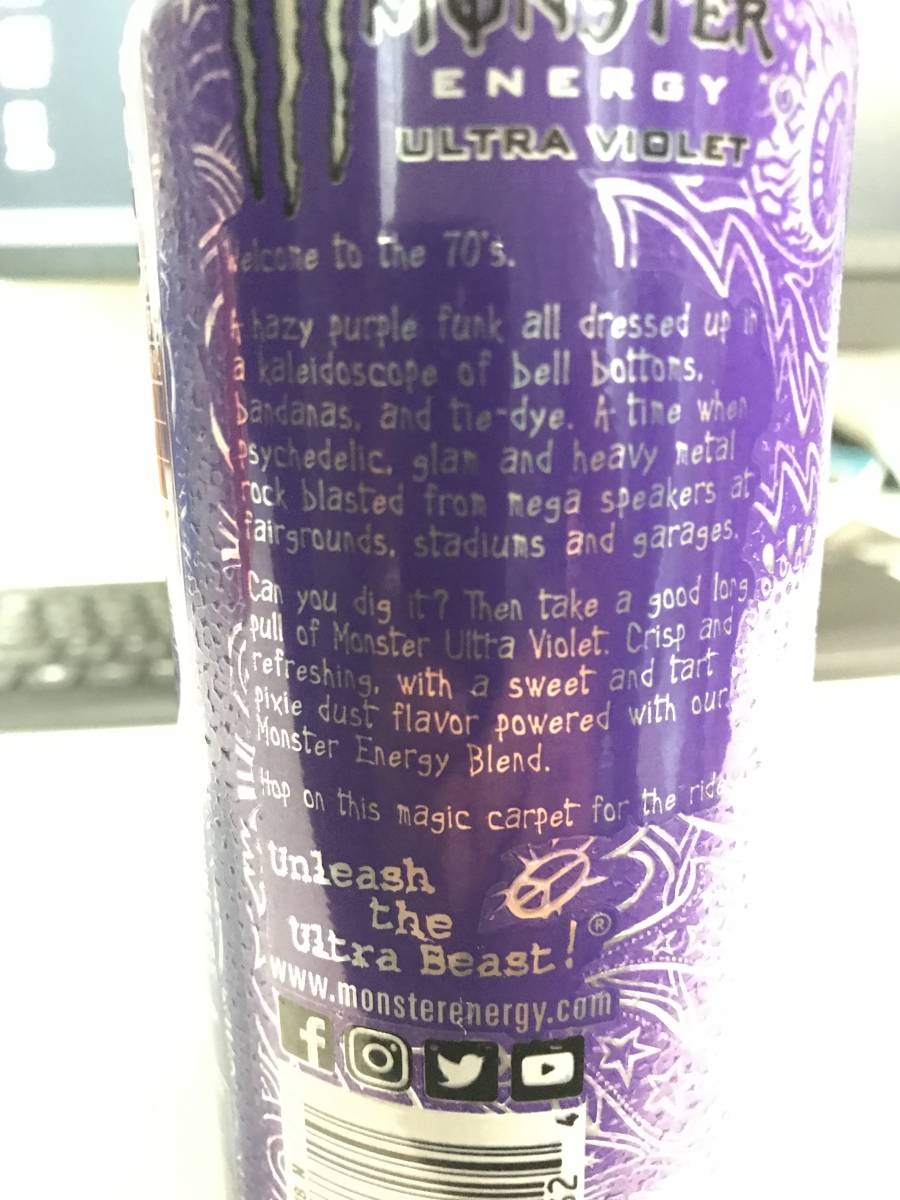 MONSTER
ENERGY
ULTRA VIOLET
Welcome to the 70's.
A hazy purple funk all dressed up in
a kaleidoscope of bell bottoms,
bandanas, and tie-dye. A time when
psychedelic, glam and heavy metal
rock blasted from mega speakers at
fairgrounds, stadiums and garages.
Can you dig it? Then take a good long
pull of Monster Ultra Violet. Crisp and
refreshing, with a sweet and tart
pixie dust flavor powered with our
Monster Energy Blend.
Hop on this magic carpet for the ride
Unleash
the
Ultra Beast!®
www.monsterenergy.com